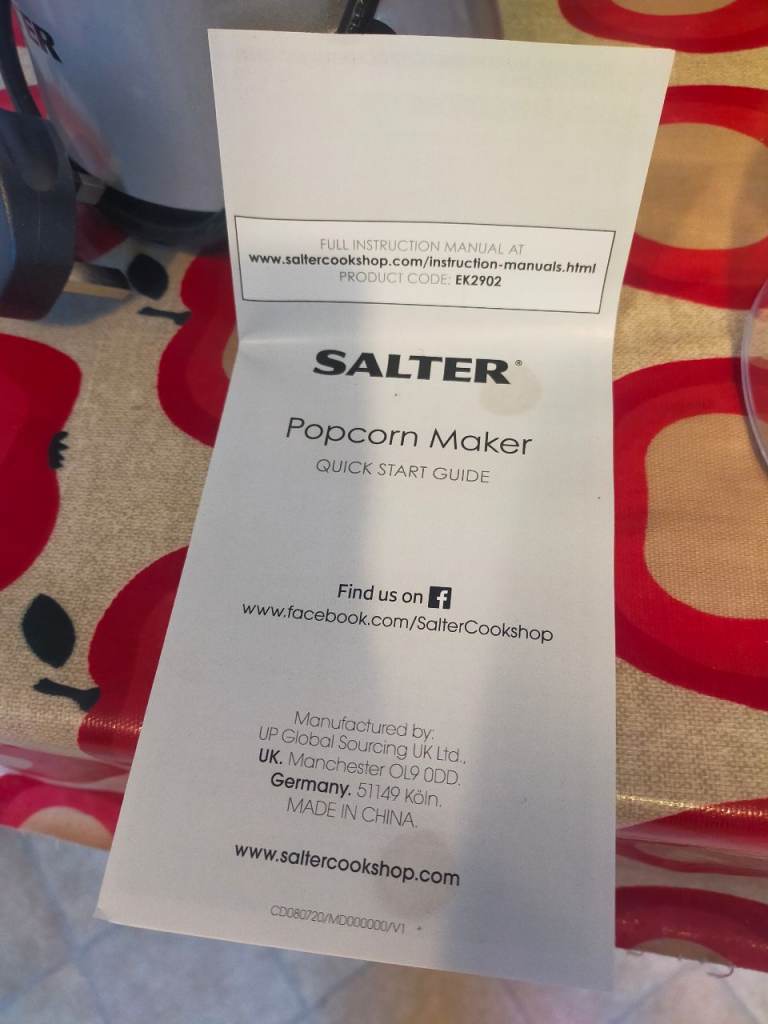 ER
FULL INSTRUCTION MANUAL AT
www.saltercookshop.com/instruction-manuals.html
PRODUCT CODE: EK2902
SALTER®
Popcorn Maker
QUICK START GUIDE
Find us on f
www.facebook.com/SalterCookshop
Manufactured by:
UP Global Sourcing UK Ltd.,
UK. Manchester OL9 0DD.
Germany. 51149 Köln.
MADE IN CHINA.
www.saltercookshop.com
CD080720/MD000000/V1